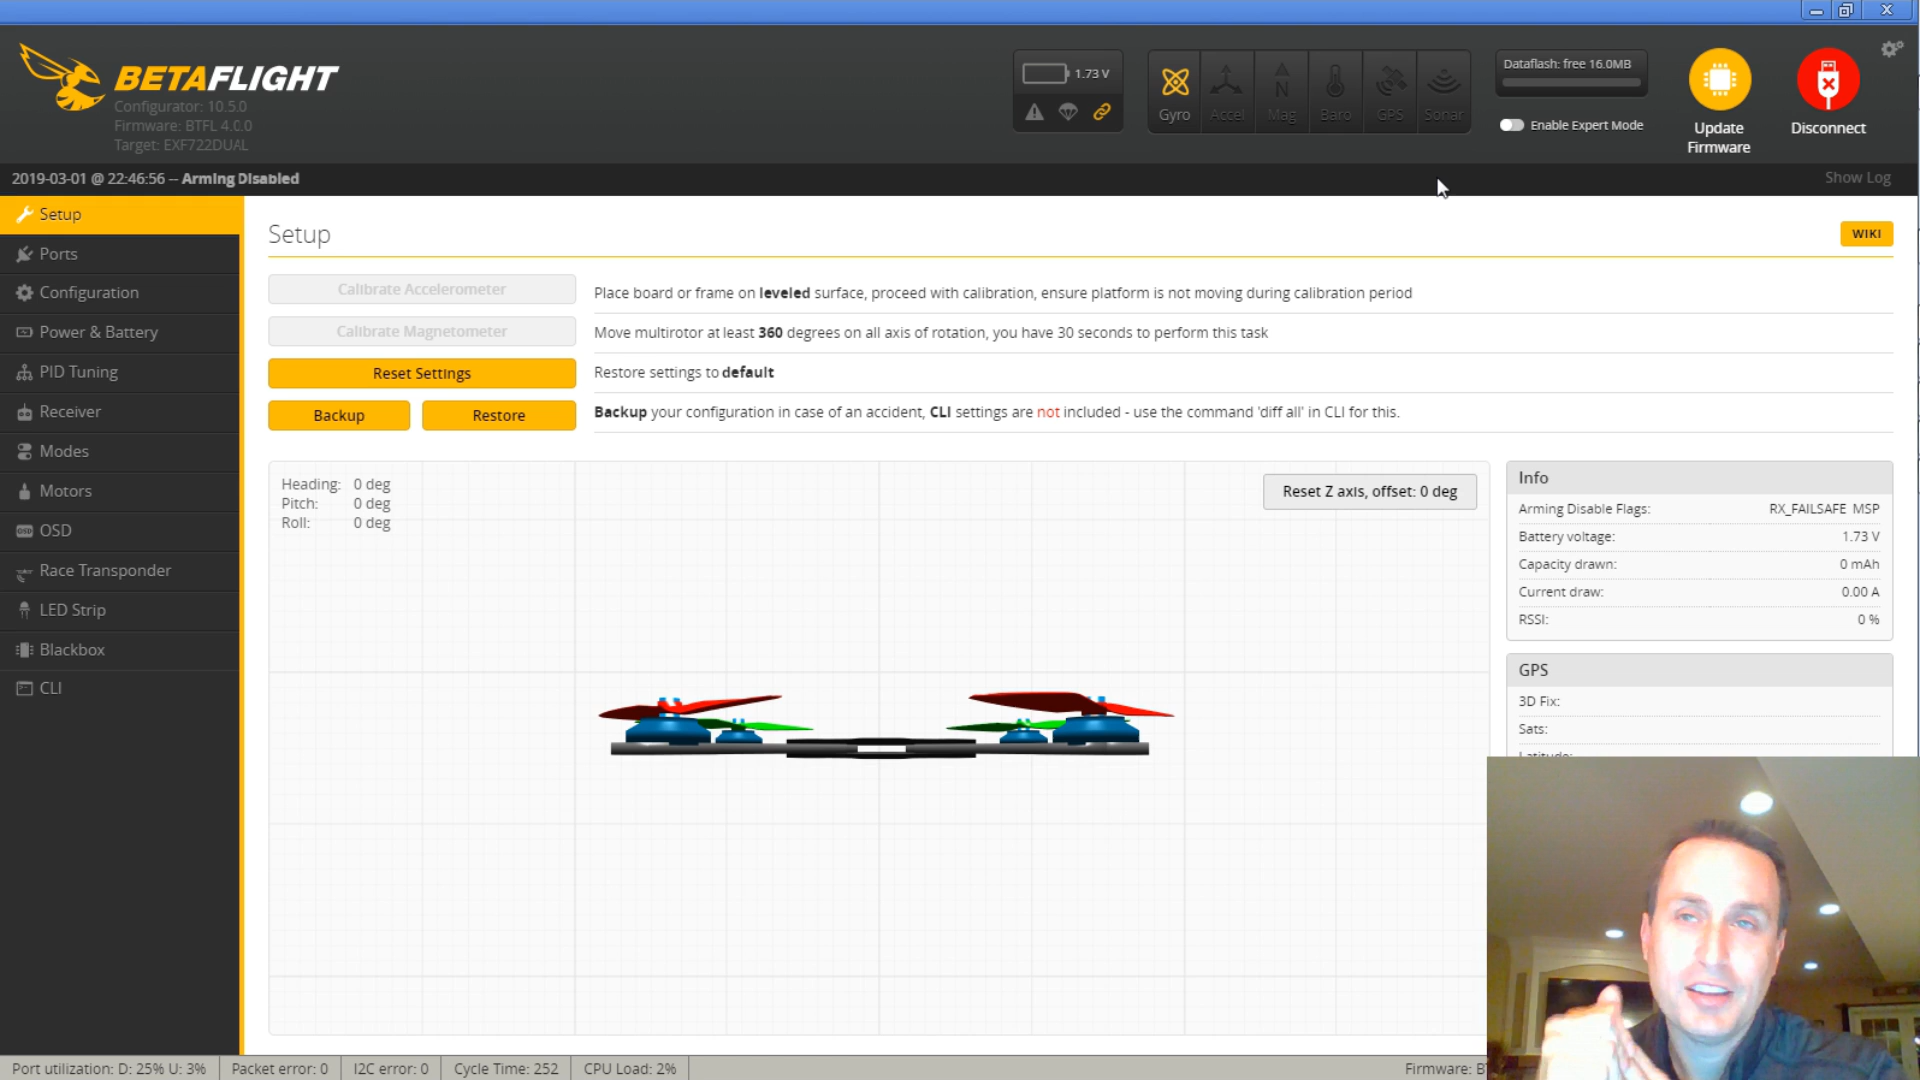 BETAFLIGHT
Configurator: 10.5.0
Firmware: BTFL 4.0.0
Target: EXF722DUAL
1.73 V
Gyro
Accel
Mag
Baro
GPS
Sonar
Dataflash: free 16.0MB
Enable Expert Mode
Update
Firmware
Disconnect
2019-03-01 @ 22:46:56 -- Arming Disabled
Show Log
Setup
Ports
Configuration
Power & Battery
PID Tuning
Receiver
Modes
Motors
OSD
Race Transponder
LED Strip
Blackbox
CLI
Setup
WIKI
Calibrate Accelerometer
Place board or frame on leveled surface, proceed with calibration, ensure platform is not moving during calibration period
Calibrate Magnetometer
Move multirotor at least 360 degrees on all axis of rotation, you have 30 seconds to perform this task
Reset Settings
Restore settings to default
Backup
Restore
Backup your configuration in case of an accident, CLI settings are not included - use the command 'diff all' in CLI for this.
Heading: 0 deg
Pitch: 0 deg
Roll: 0 deg
Reset Z axis, offset: 0 deg
Info
Arming Disable Flags: RX_FAILSAFE MSP
Battery voltage: 1.73 V
Capacity drawn: 0 mAh
Current draw: 0.00 A
RSSI: 0 %
GPS
3D Fix:
Sats:
Port utilization: D: 25% U: 3%
Packet error: 0
I2C error: 0
Cycle Time: 252
CPU Load: 2%
Firmware: